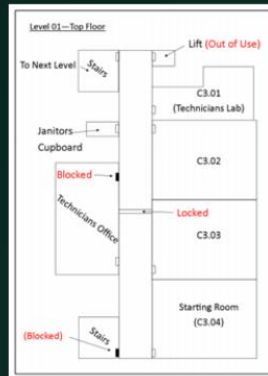 Level 01—Top Floor
Lift (Out of Use)
To Next Level
Stairs
C3.01
(Technicians Lab)
Janitors
Cupboard
C3.02
Blocked
Technicians Office
Locked
C3.03
Starting Room
(C3.04)
Stairs
(Blocked)